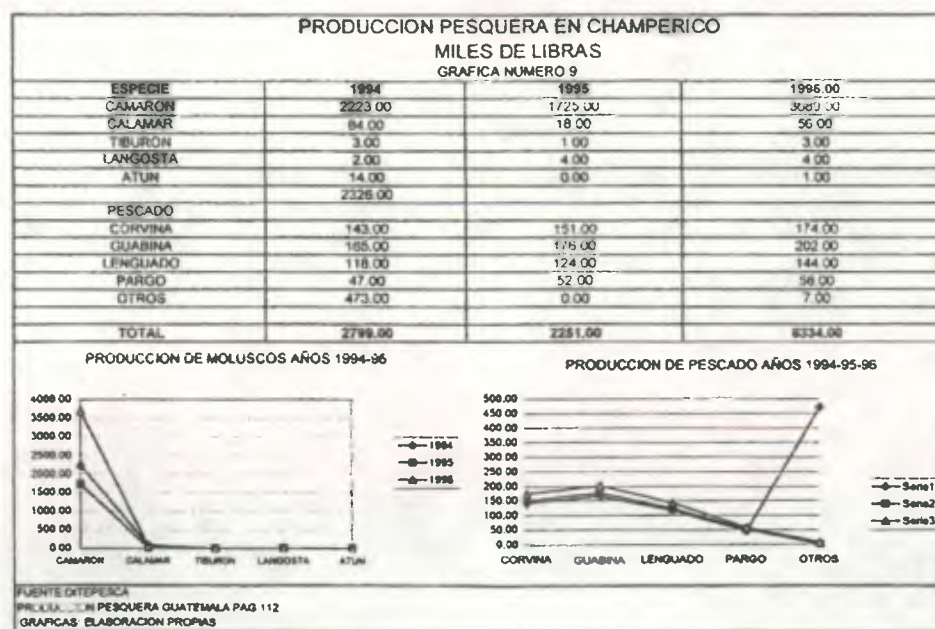 PRODUCCION PESQUERA EN CHAMPERICO
MILES DE LIBRAS
GRAFICA NUMERO 9
ESPECIE 1994 1995 1996.00
CAMARON 2223.00 1725.00
CALAMAR 84.00 18.00 56.00
TIBURON 3.00 1.00 3.00
LANGOSTA 2.00 4.00 4.00
ATUN 14.00 0.00 1.00
2326.00
PESCADO
CORVINA 143.00 151.00 174.00
GUABINA 165.00 176.00 202.00
LENGUADO 118.00 124.00 144.00
PARGO 47.00 52.00 58.00
OTROS 473.00 0.00 7.00
TOTAL 2799.00 2251.00
PRODUCCION DE MOLUSCOS AÑOS 1994-96
4000.00
3500.00
3000.00
2500.00
2000.00
1500.00
1000.00
500.00
0.00
CAMARON CALAMAR TIBURON LANGOSTA ATUN
1994
1995
1996
PRODUCCION DE PESCADO AÑOS 1994-95-96
500.00
450.00
400.00
350.00
300.00
250.00
200.00
150.00
100.00
50.00
0.00
CORVINA GUABINA LENGUADO PARGO OTROS
Serie1
Serie2
Serie3
FUENTE DITEPESCA
PESQUERA GUATEMALA PAG 112
GRAFICAS: ELABORACION PROPIAS